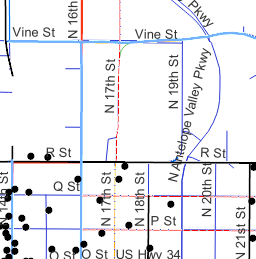 N 16th
Pkwy
Vine St
Vine St
N 17th St
N 19th St
N Antelope Valley Pkwy
R St
R St
Q St
N 14th
N 17th St
N 18th St
N 20th St
P St
N 21st St
O St
O St
US Hwy 34